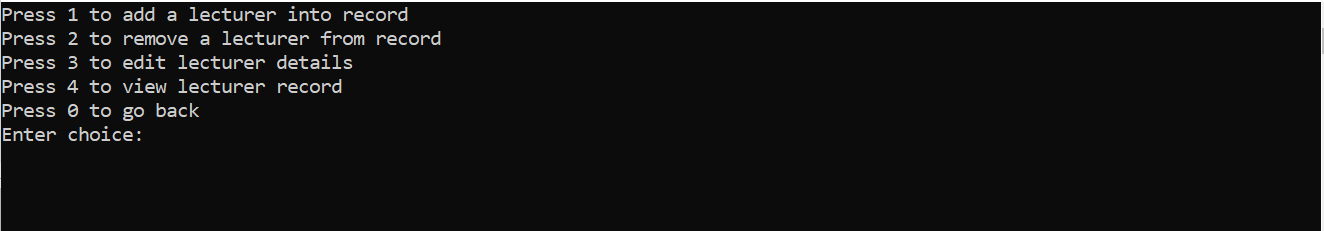 Press 1 to add a lecturer into record
Press 2 to remove a lecturer from record
Press 3 to edit lecturer details
Press 4 to view lecturer record
Press 0 to go back
Enter choice: